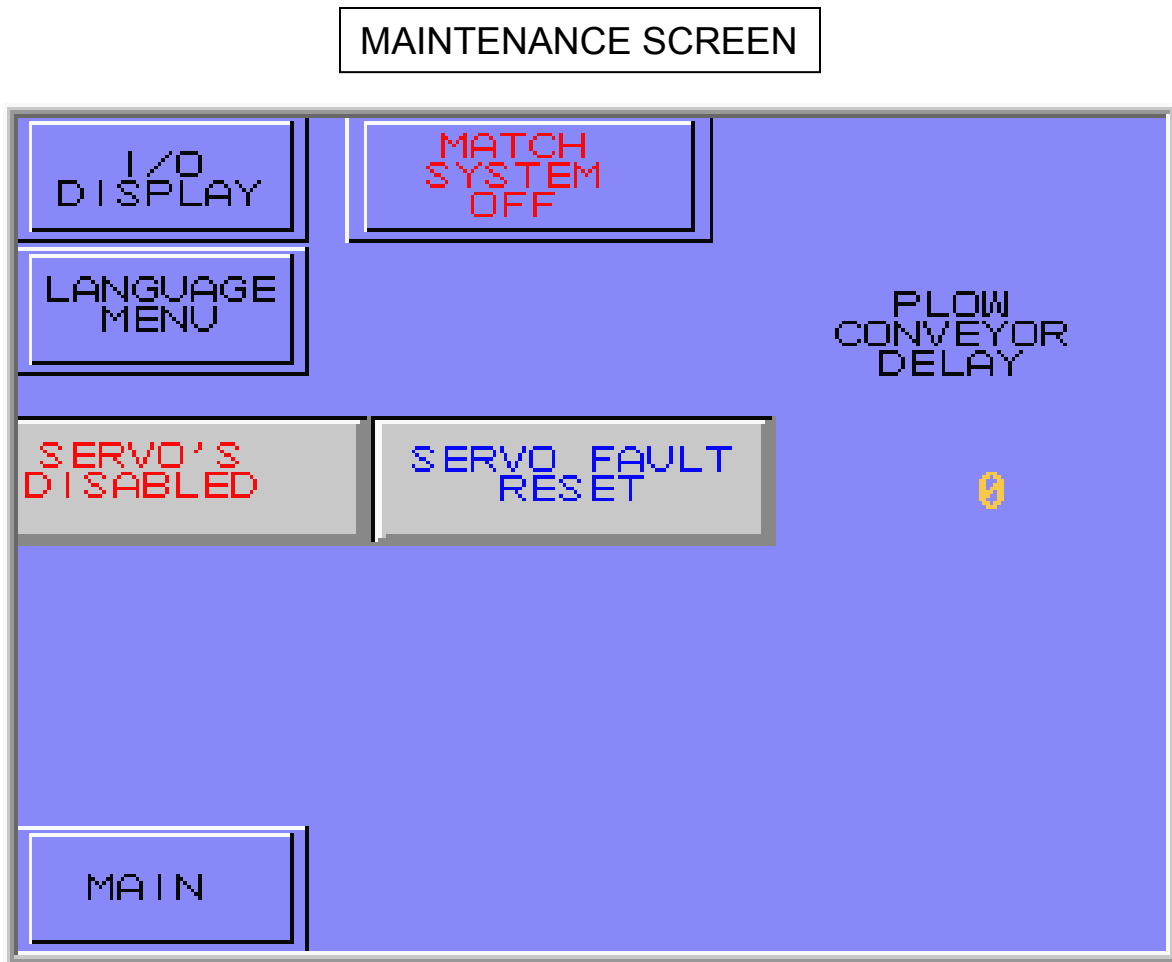 MAINTENANCE SCREEN
I/O
DISPLAY
MATCH
SYSTEM
OFF
LANGUAGE
MENU
PLOW
CONVEYOR
DELAY
SERVO'S
DISABLED
SERVO FAULT
RESET
0
MAIN